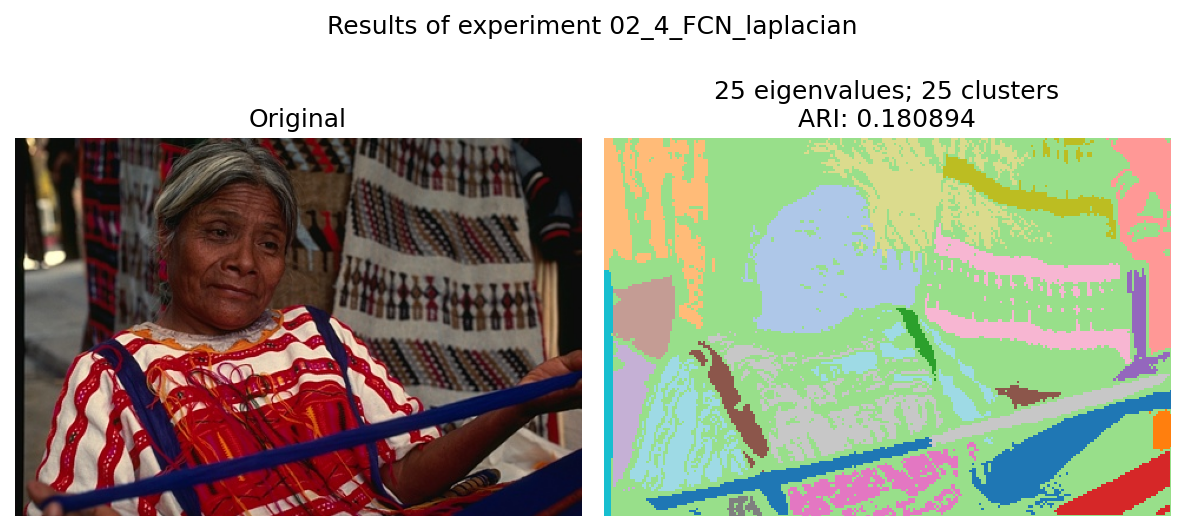 Results of experiment 02_4_FCN_laplacian
Original
25 eigenvalues; 25 clusters
ARI: 0.180894